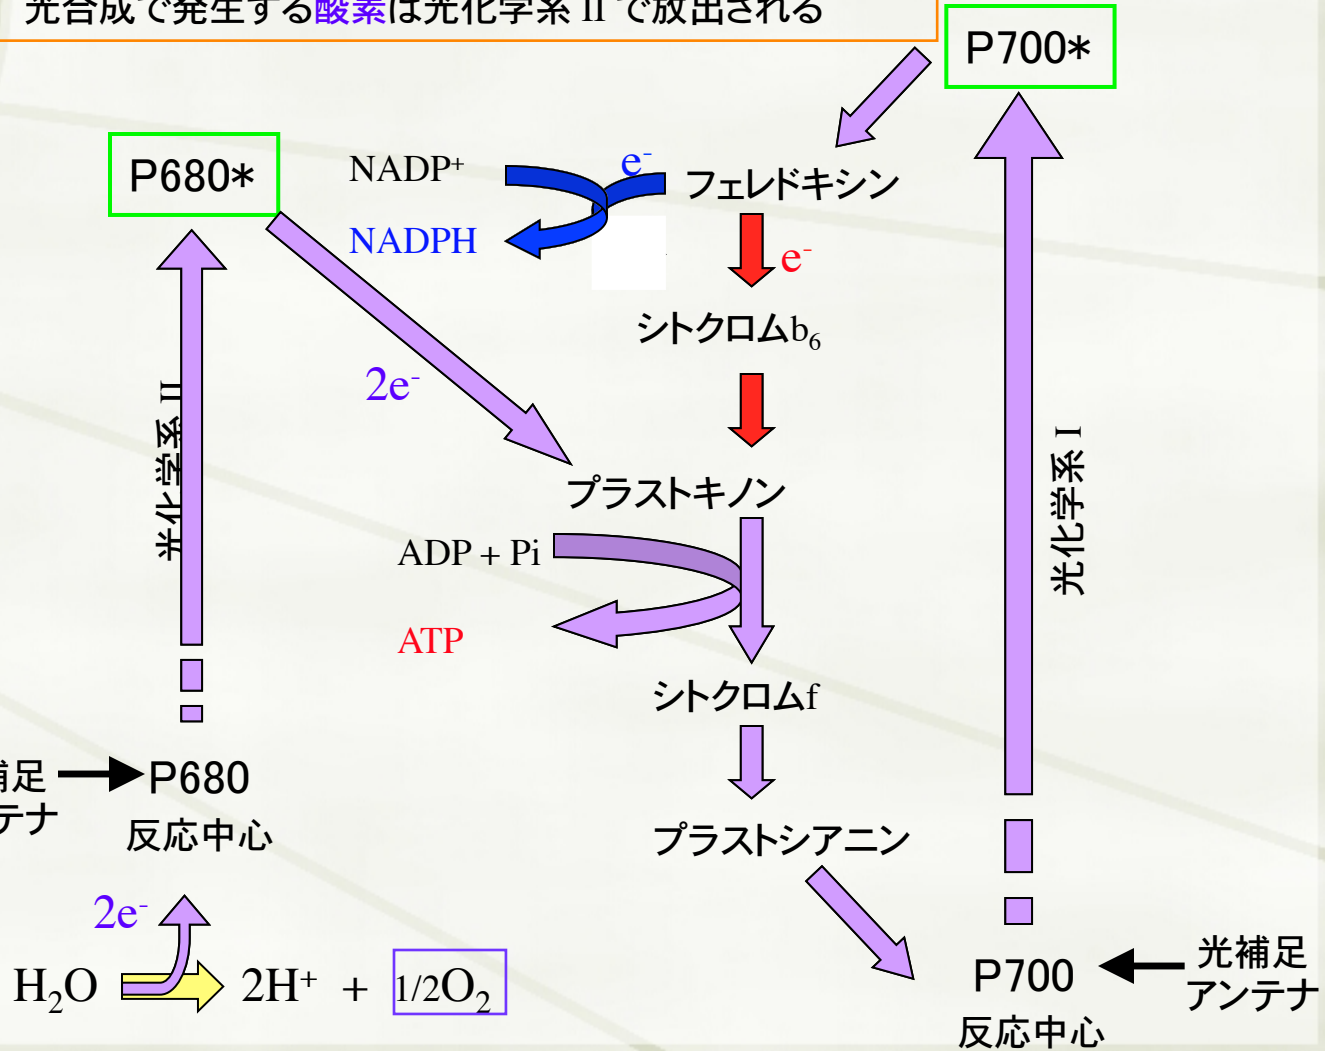 光合成で発生する酸素は光化学系 II で放出される
P700*
P680*
NADP⁺
e⁻
フェレドキシン
NADPH
e⁻
シトクロムb₆
2e⁻
光化学系 II
光化学系 I
プラストキノン
ADP + Pi
ATP
シトクロムf
補足
テナ
P680
反応中心
プラストシアニン
2e⁻
H₂O
2H⁺ + 1/2O₂
P700
反応中心
光補足
アンテナ